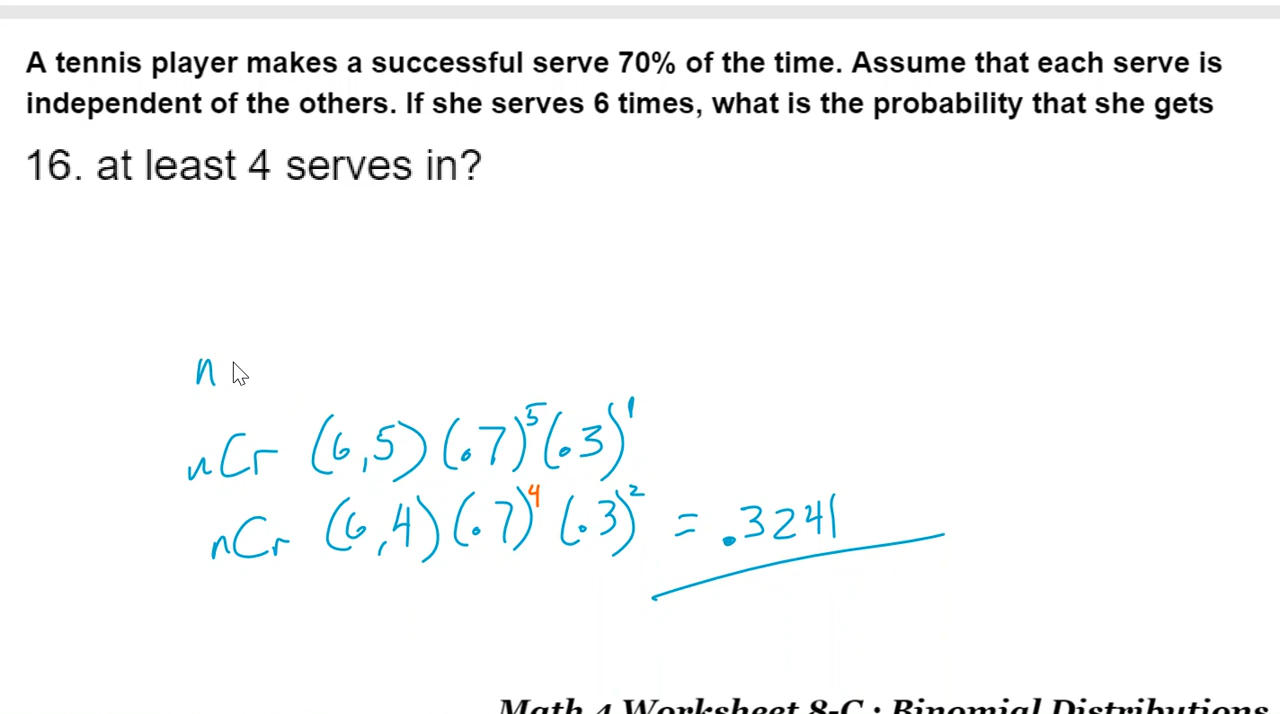 A tennis player makes a successful serve 70% of the time. Assume that each serve is
independent of the others. If she serves 6 times, what is the probability that she gets
16. at least 4 serves in?
n
nCr (6,5) (.7)^5 (.3)^1
nCr (6,4) (.7)^4 (.3)^2 = .3241
Math 4 Worksheet 8-C : Binomial Distributions